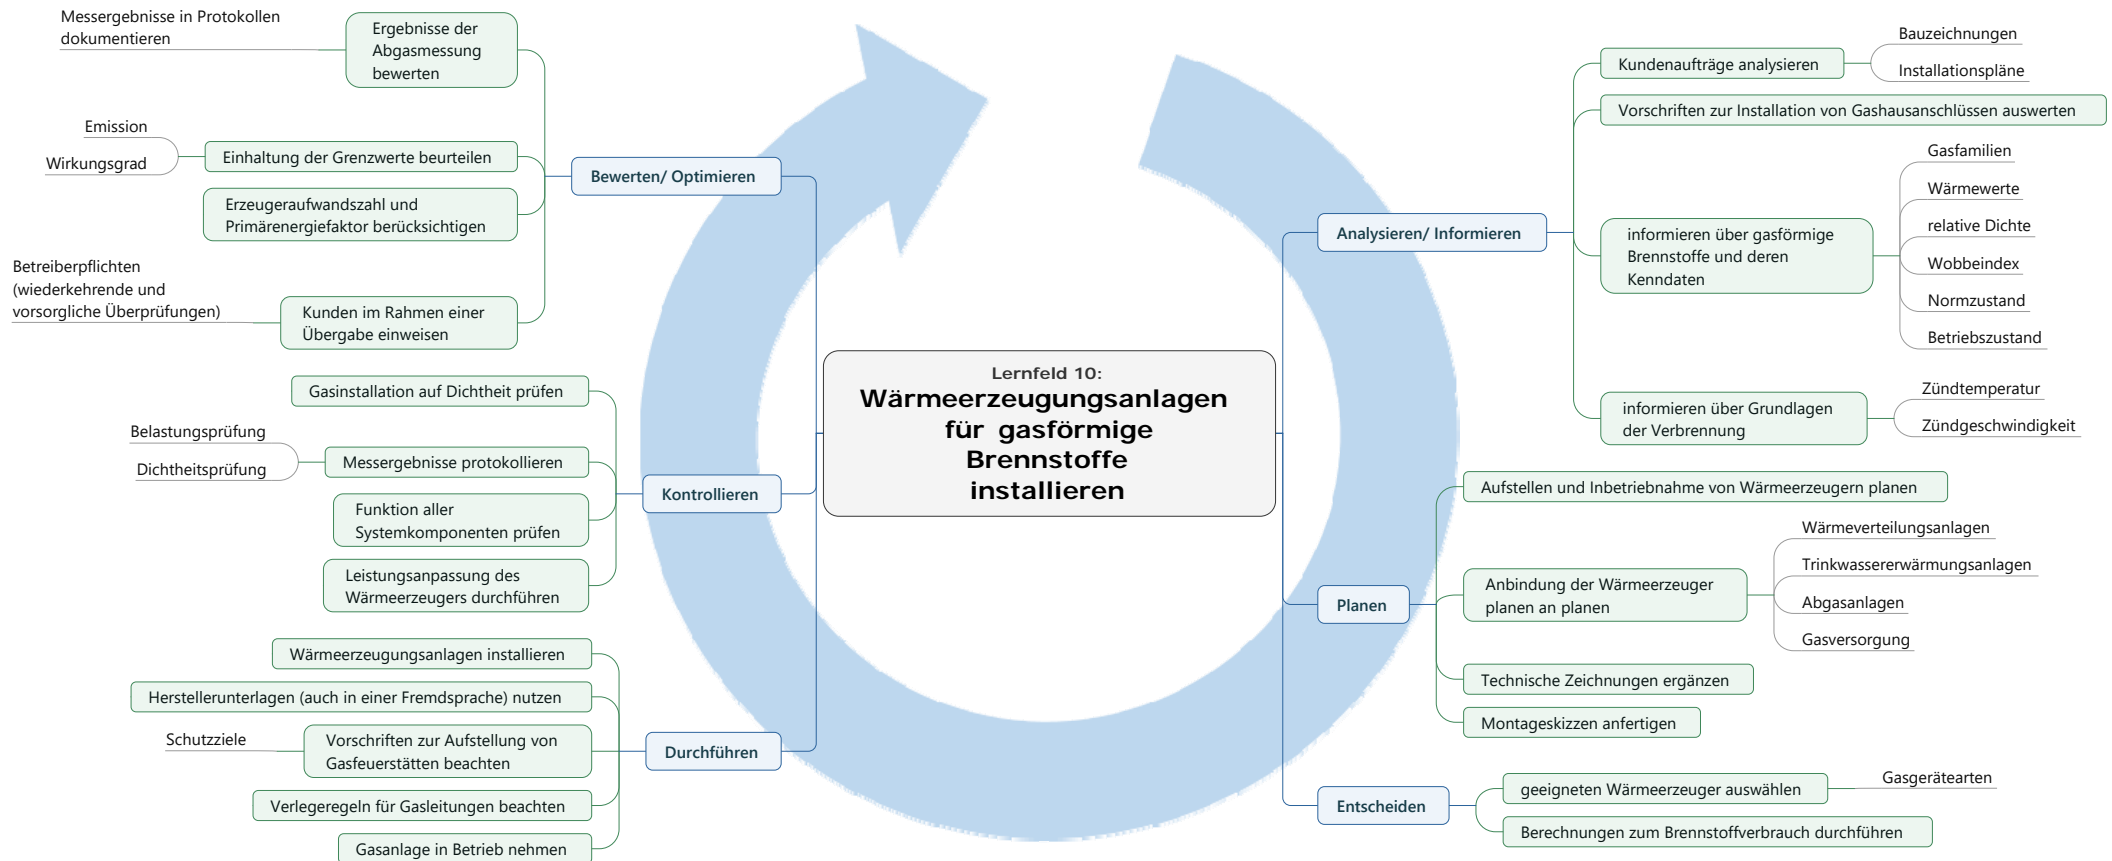 Lernfeld 10:
Wärmeerzeugungsanlagen
für gasförmige
Brennstoffe
installieren
Analysieren/ Informieren
Kundenaufträge analysieren
Bauzeichnungen
Installationspläne
Vorschriften zur Installation von Gashausanschlüssen auswerten
informieren über gasförmige
Brennstoffe und deren
Kenndaten
Gasfamilien
Wärmewerte
relative Dichte
Wobbeindex
Normzustand
Betriebszustand
informieren über Grundlagen
der Verbrennung
Zündtemperatur
Zündgeschwindigkeit
Planen
Aufstellen und Inbetriebnahme von Wärmeerzeugern planen
Anbindung der Wärmeerzeuger
planen an planen
Wärmeverteilungsanlagen
Trinkwassererwärmungsanlagen
Abgasanlagen
Gasversorgung
Technische Zeichnungen ergänzen
Montageskizzen anfertigen
Entscheiden
geeigneten Wärmeerzeuger auswählen
Gasgerätearten
Berechnungen zum Brennstoffverbrauch durchführen
Durchführen
Wärmeerzeugungsanlagen installieren
Herstellerunterlagen (auch in einer Fremdsprache) nutzen
Vorschriften zur Aufstellung von
Gasfeuerstätten beachten
Schutzziele
Verlegeregeln für Gasleitungen beachten
Gasanlage in Betrieb nehmen
Kontrollieren
Gasinstallation auf Dichtheit prüfen
Messergebnisse protokollieren
Belastungsprüfung
Dichtheitsprüfung
Funktion aller
Systemkomponenten prüfen
Leistungsanpassung des
Wärmeerzeugers durchführen
Bewerten/ Optimieren
Ergebnisse der
Abgasmessung
bewerten
Messergebnisse in Protokollen
dokumentieren
Einhaltung der Grenzwerte beurteilen
Emission
Wirkungsgrad
Erzeugeraufwandszahl und
Primärenergiefaktor berücksichtigen
Kunden im Rahmen einer
Übergabe einweisen
Betreiberpflichten
(wiederkehrende und
vorsorgliche Überprüfungen)